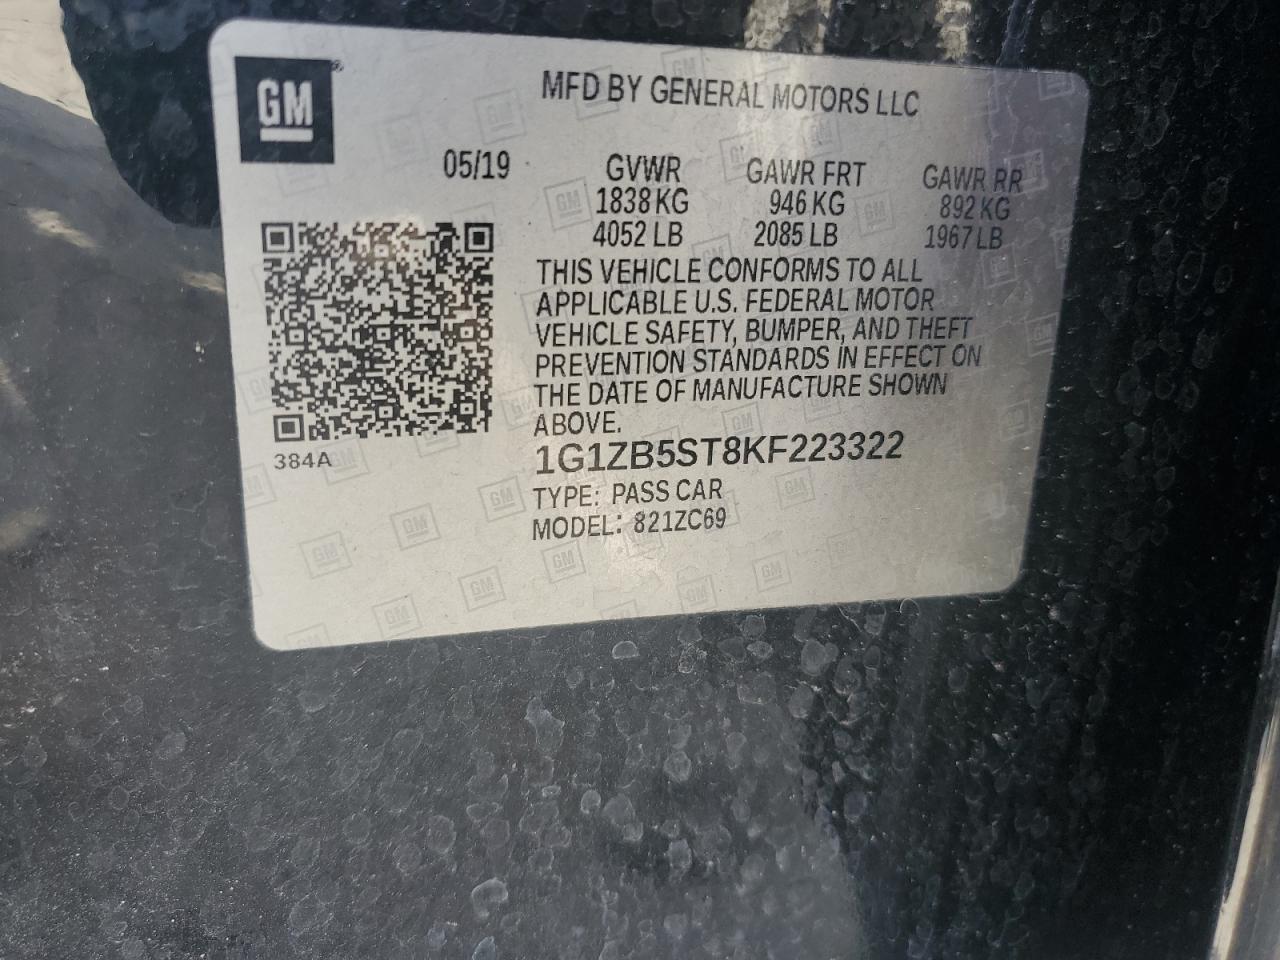 GM
MFD BY GENERAL MOTORS LLC
05/19
GVWR GAWR FRT GAWR RR
1838 KG 946 KG 892 KG
4052 LB 2085 LB 1967 LB
THIS VEHICLE CONFORMS TO ALL
APPLICABLE U.S. FEDERAL MOTOR
VEHICLE SAFETY, BUMPER, AND THEFT
PREVENTION STANDARDS IN EFFECT ON
THE DATE OF MANUFACTURE SHOWN
ABOVE.
384A
1G1ZB5ST8KF223322
TYPE: PASS CAR
MODEL: 821ZC69